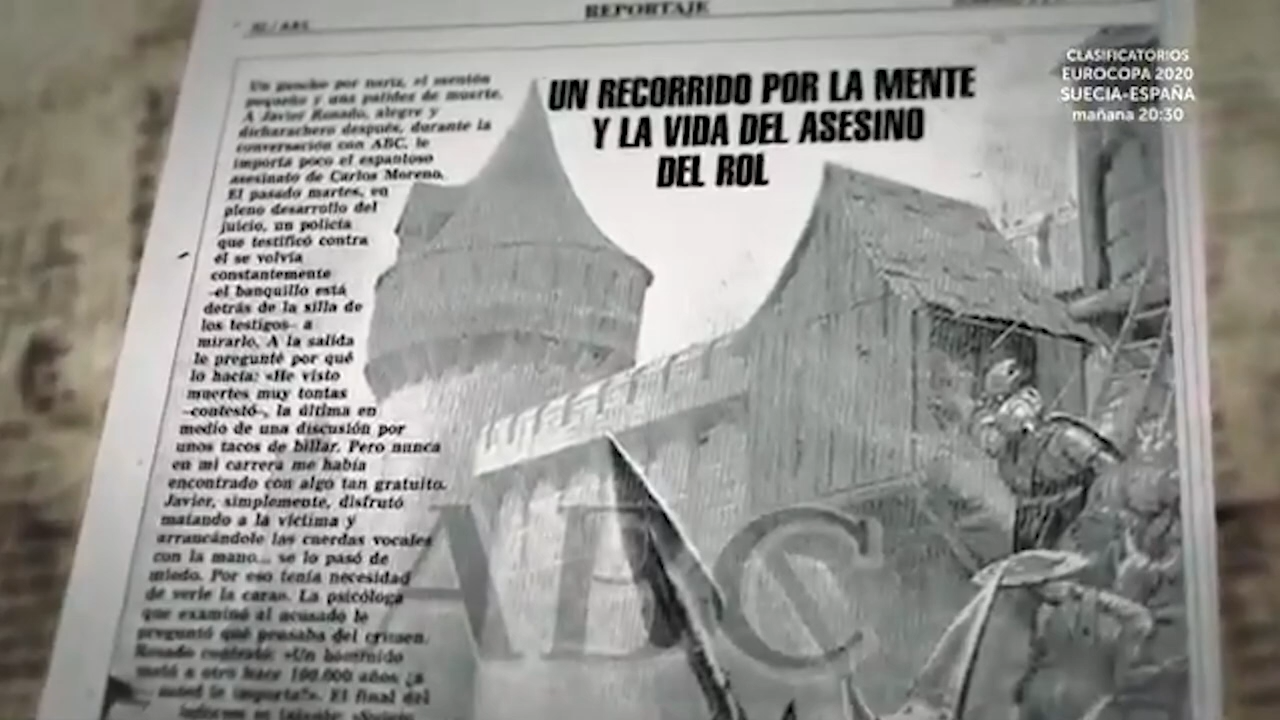 REPORTAJE
CLASIFICATORIOS
EUROCOPA 2020
SUECIA-ESPAÑA
mañana 20:30
UN RECORRIDO POR LA MENTE
Y LA VIDA DEL ASESINO
DEL ROL
Un gancho por nariz, el mentón
pequeño y una palidez de muerte.
A Javier Rosado, alegre y
dicharachero después, durante la
conversación con ABC, le
importa poco el espantoso
asesinato de Carlos Moreno.
El pasado martes, en
pleno desarrollo del
juicio, un policía
que testificó contra
él se volvía
constantemente
-el banquillo está
detrás de la silla de
los testigos- a
mirarlo. A la salida
le pregunté por qué
lo hacía: «He visto
muertes muy tontas
-contestó-, la última en
medio de una discusión por
unos tacos de billar. Pero nunca
en mi carrera me había
encontrado con algo tan gratuito.
Javier, simplemente, disfrutó
matando a la víctima y
arrancándole las cuerdas vocales
con la mano... se lo pasó de
miedo. Por eso tenía necesidad
de verle la cara». La psicóloga
que examinó al acusado le
preguntó qué pensaba del crimen.
Rosado contestó: «Un homínido
mató a otro hace 100.000 años ¿a
usted le importa?». El final del
ABC